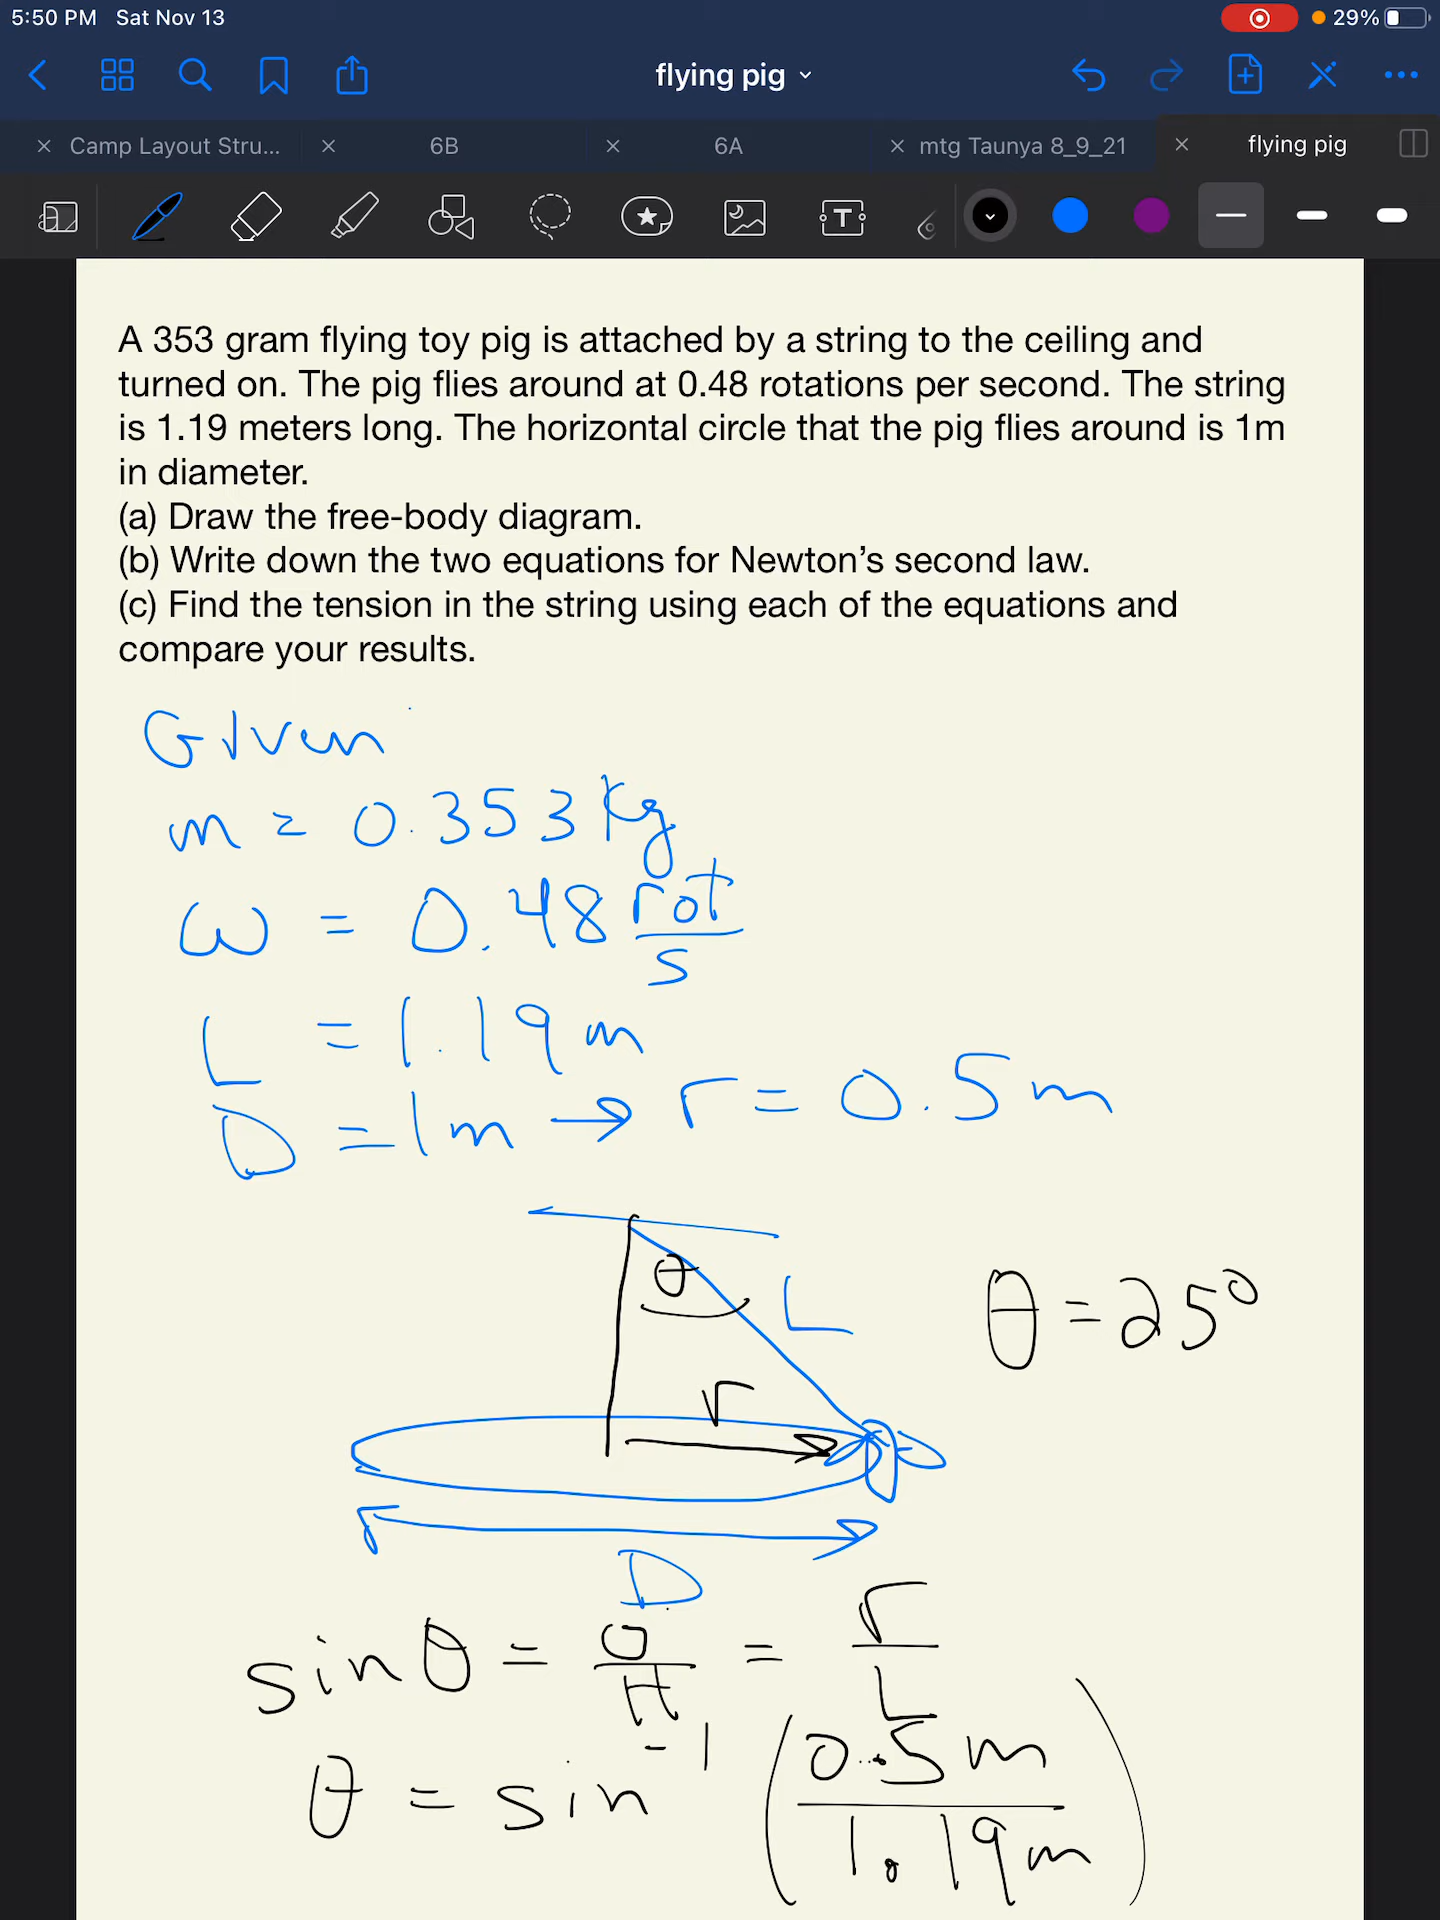 5:50 PM Sat Nov 13 29%
flying pig
Camp Layout Stru... 6B 6A mtg Taunya 8_9_21 flying pig
A 353 gram flying toy pig is attached by a string to the ceiling and
turned on. The pig flies around at 0.48 rotations per second. The string
is 1.19 meters long. The horizontal circle that the pig flies around is 1m
in diameter.
(a) Draw the free-body diagram.
(b) Write down the two equations for Newton’s second law.
(c) Find the tension in the string using each of the equations and
compare your results.
Given
m = 0.353 kg
ω = 0.48 rot/s
L = 1.19 m
D = 1m → r = 0.5 m
θ L θ = 25°
r
D
sin θ = O/H = r/L
θ = sin⁻¹ (0.5 m / 1.19 m)